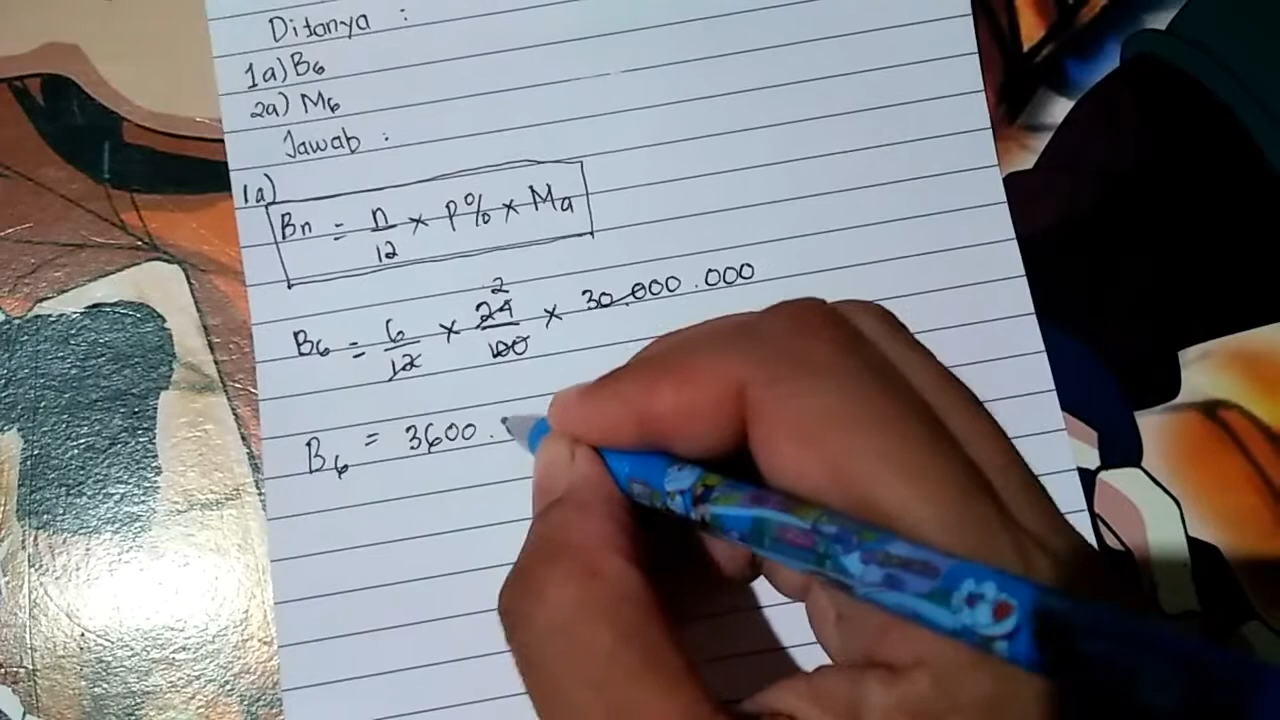 Ditanya :
1a) B6
2a) M6
Jawab :
1a)
Bn = n/12 × P% × Ma
B6 = 6/12 × 24/100 × 30.000.000
2
B6 = 3600.